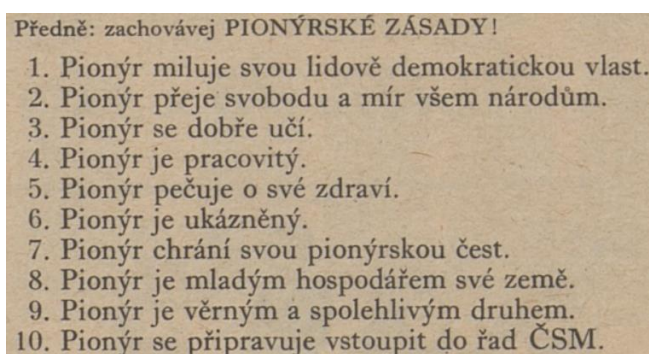 Předně: zachovávej PIONÝRSKÉ ZÁSADY!
1. Pionýr miluje svou lidově demokratickou vlast.
2. Pionýr přeje svobodu a mír všem národům.
3. Pionýr se dobře učí.
4. Pionýr je pracovitý.
5. Pionýr pečuje o své zdraví.
6. Pionýr je ukázněný.
7. Pionýr chrání svou pionýrskou čest.
8. Pionýr je mladým hospodářem své země.
9. Pionýr je věrným a spolehlivým druhem.
10. Pionýr se připravuje vstoupit do řad ČSM.